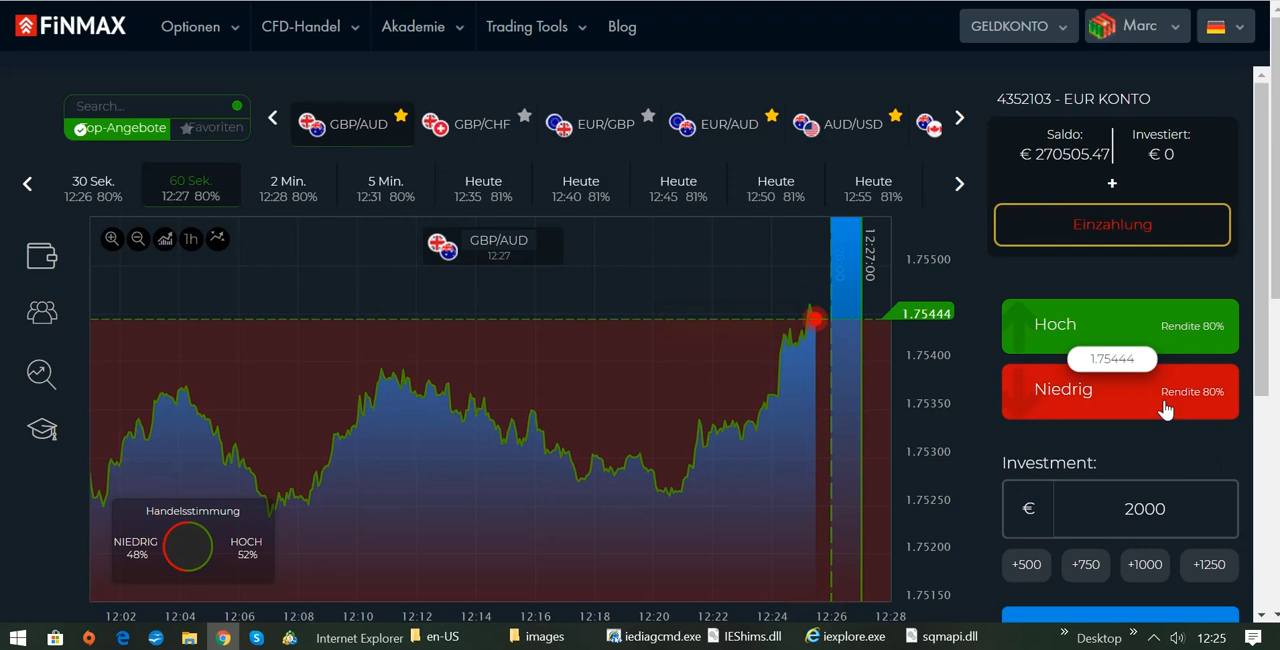 FiNMAX Optionen CFD-Handel Akademie Trading Tools Blog GELDKONTO Marc
Search...
Top-Angebote Favoriten
GBP/AUD GBP/CHF EUR/GBP EUR/AUD AUD/USD
4352103 - EUR KONTO
Saldo: Investiert:
€ 270505.47 € 0
+
Einzahlung
30 Sek. 60 Sek. 2 Min. 5 Min. Heute Heute Heute Heute Heute
12:26 80% 12:27 80% 12:28 80% 12:31 80% 12:35 81% 12:40 81% 12:45 81% 12:50 81% 12:55 81%
1h
GBP/AUD
12:27
12:27:00
1.75500
1.75444
1.75400
1.75350
1.75300
1.75250
1.75200
1.75150
Hoch Rendite 80%
1.75444
Niedrig Rendite 80%
Investment:
€ 2000
+500 +750 +1000 +1250
Handelsstimmung
NIEDRIG HOCH
48% 52%
12:02 12:04 12:06 12:08 12:10 12:12 12:14 12:16 12:18 12:20 12:22 12:24 12:26 12:28
Internet Explorer en-US images iediagcmd.exe IEShims.dll iexplore.exe sqmapi.dll Desktop 12:25